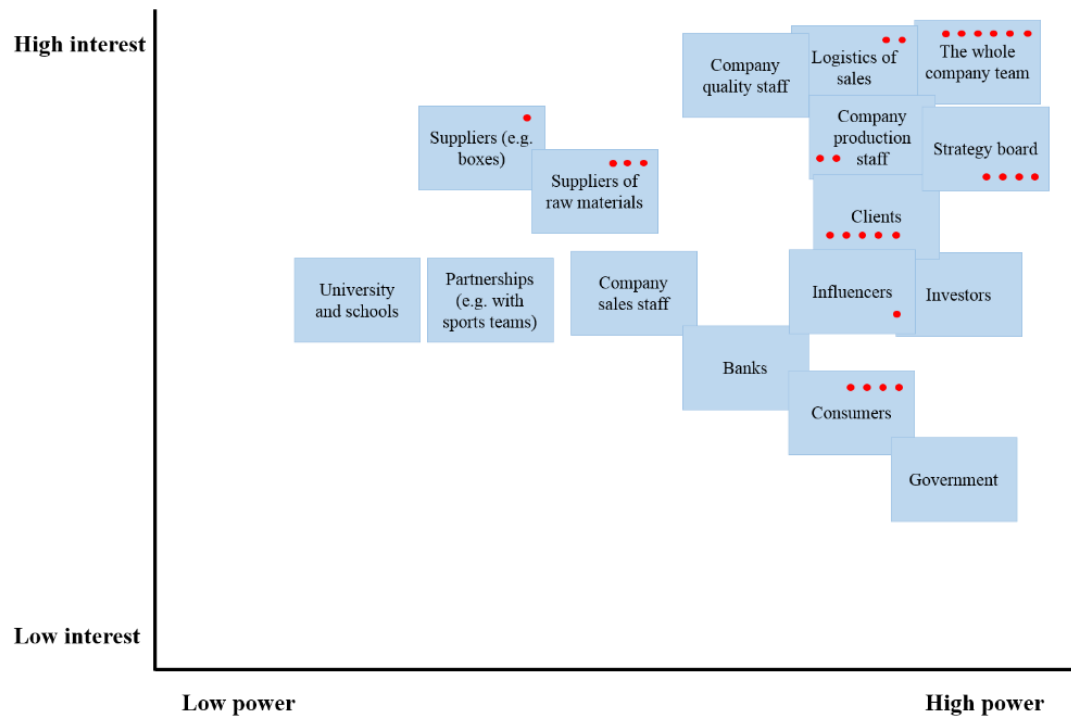 High interest
Company
quality staff
Logistics of
sales
The whole
company team
Suppliers (e.g.
boxes)
Company
production
staff
Strategy board
Suppliers of
raw materials
Clients
University
and schools
Partnerships
(e.g. with
sports teams)
Company
sales staff
Influencers
Investors
Banks
Consumers
Government
Low interest
Low power
High power